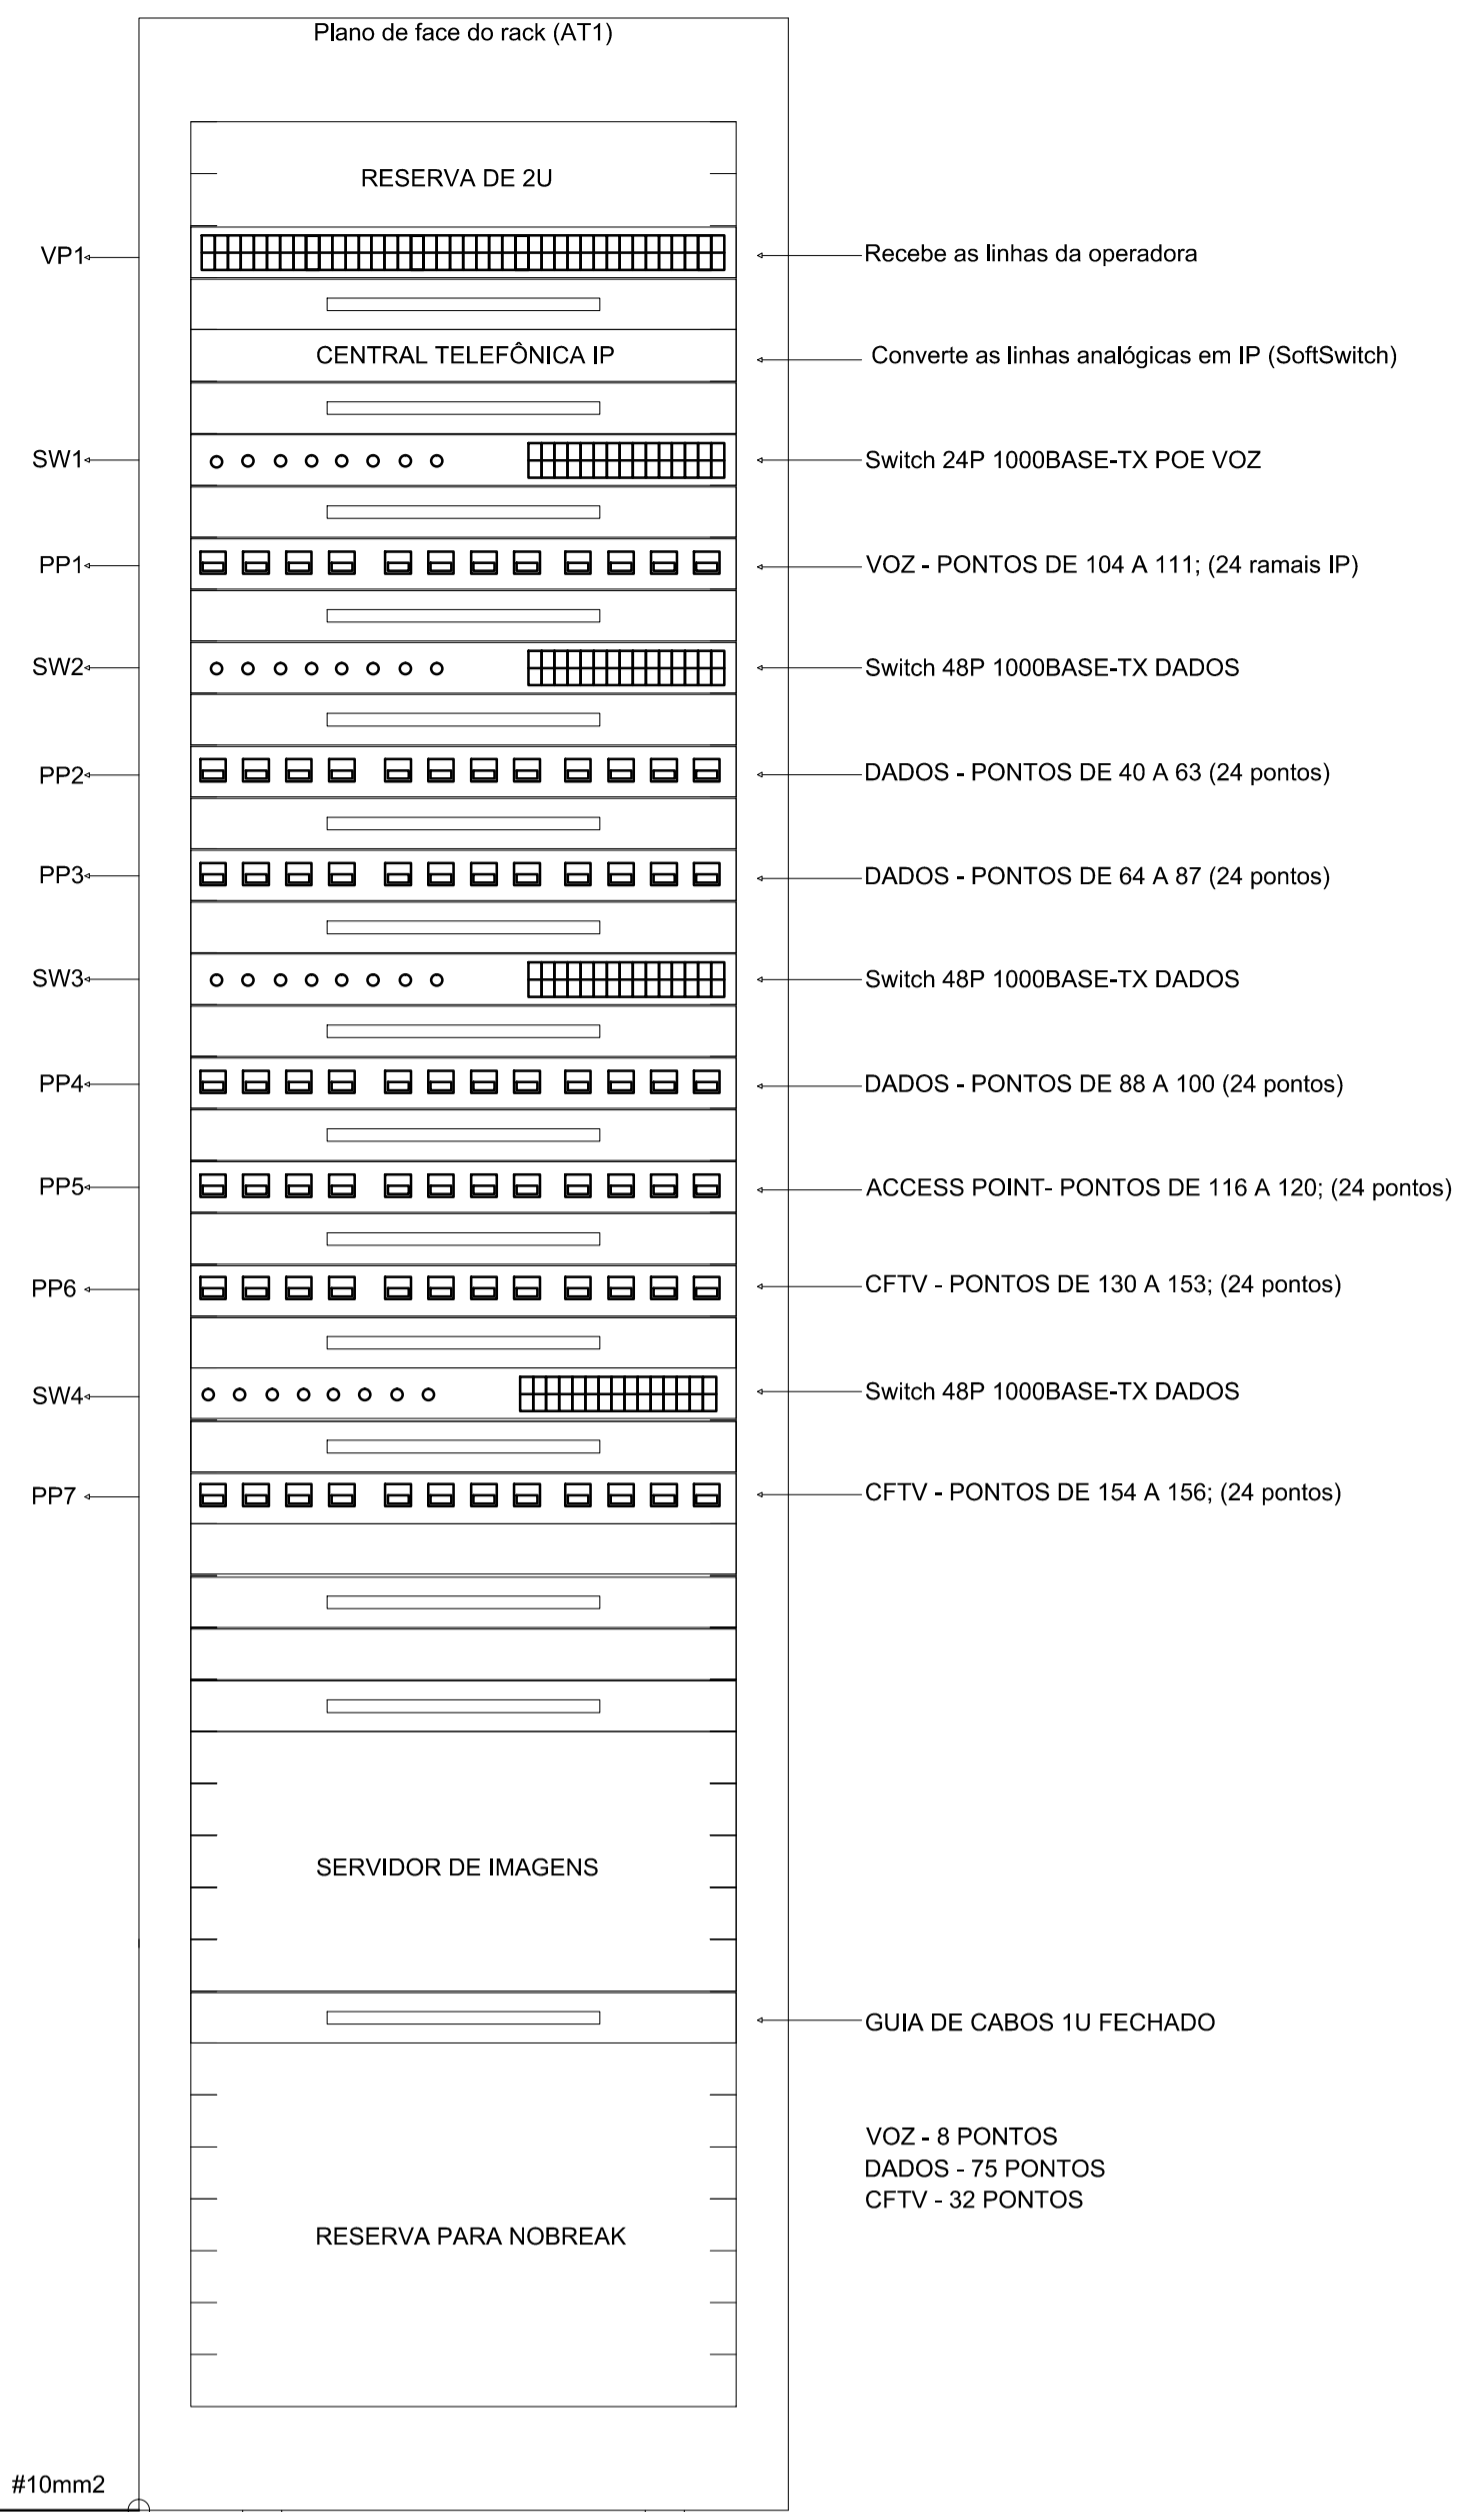 Plano de face do rack (AT1)
RESERVA DE 2U
VP1
Recebe as linhas da operadora
CENTRAL TELEFÔNICA IP
Converte as linhas analógicas em IP (SoftSwitch)
SW1
Switch 24P 1000BASE-TX POE VOZ
PP1
VOZ - PONTOS DE 104 A 111; (24 ramais IP)
SW2
Switch 48P 1000BASE-TX DADOS
PP2
DADOS - PONTOS DE 40 A 63 (24 pontos)
PP3
DADOS - PONTOS DE 64 A 87 (24 pontos)
SW3
Switch 48P 1000BASE-TX DADOS
PP4
DADOS - PONTOS DE 88 A 100 (24 pontos)
PP5
ACCESS POINT- PONTOS DE 116 A 120; (24 pontos)
PP6
CFTV - PONTOS DE 130 A 153; (24 pontos)
SW4
Switch 48P 1000BASE-TX DADOS
PP7
CFTV - PONTOS DE 154 A 156; (24 pontos)
SERVIDOR DE IMAGENS
GUIA DE CABOS 1U FECHADO
VOZ - 8 PONTOS
DADOS - 75 PONTOS
CFTV - 32 PONTOS
RESERVA PARA NOBREAK
#10mm2